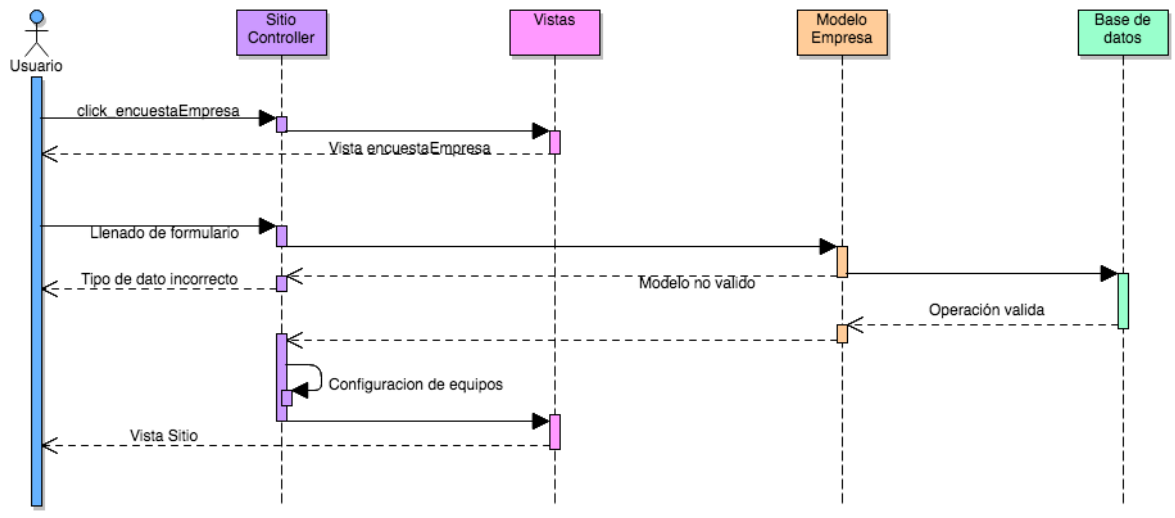 Sitio
Controller
Vistas
Modelo
Empresa
Base de
datos
Usuario
click_encuestaEmpresa
Vista encuestaEmpresa
Llenado de formulario
Tipo de dato incorrecto
Modelo no valido
Operación valida
Configuracion de equipos
Vista Sitio